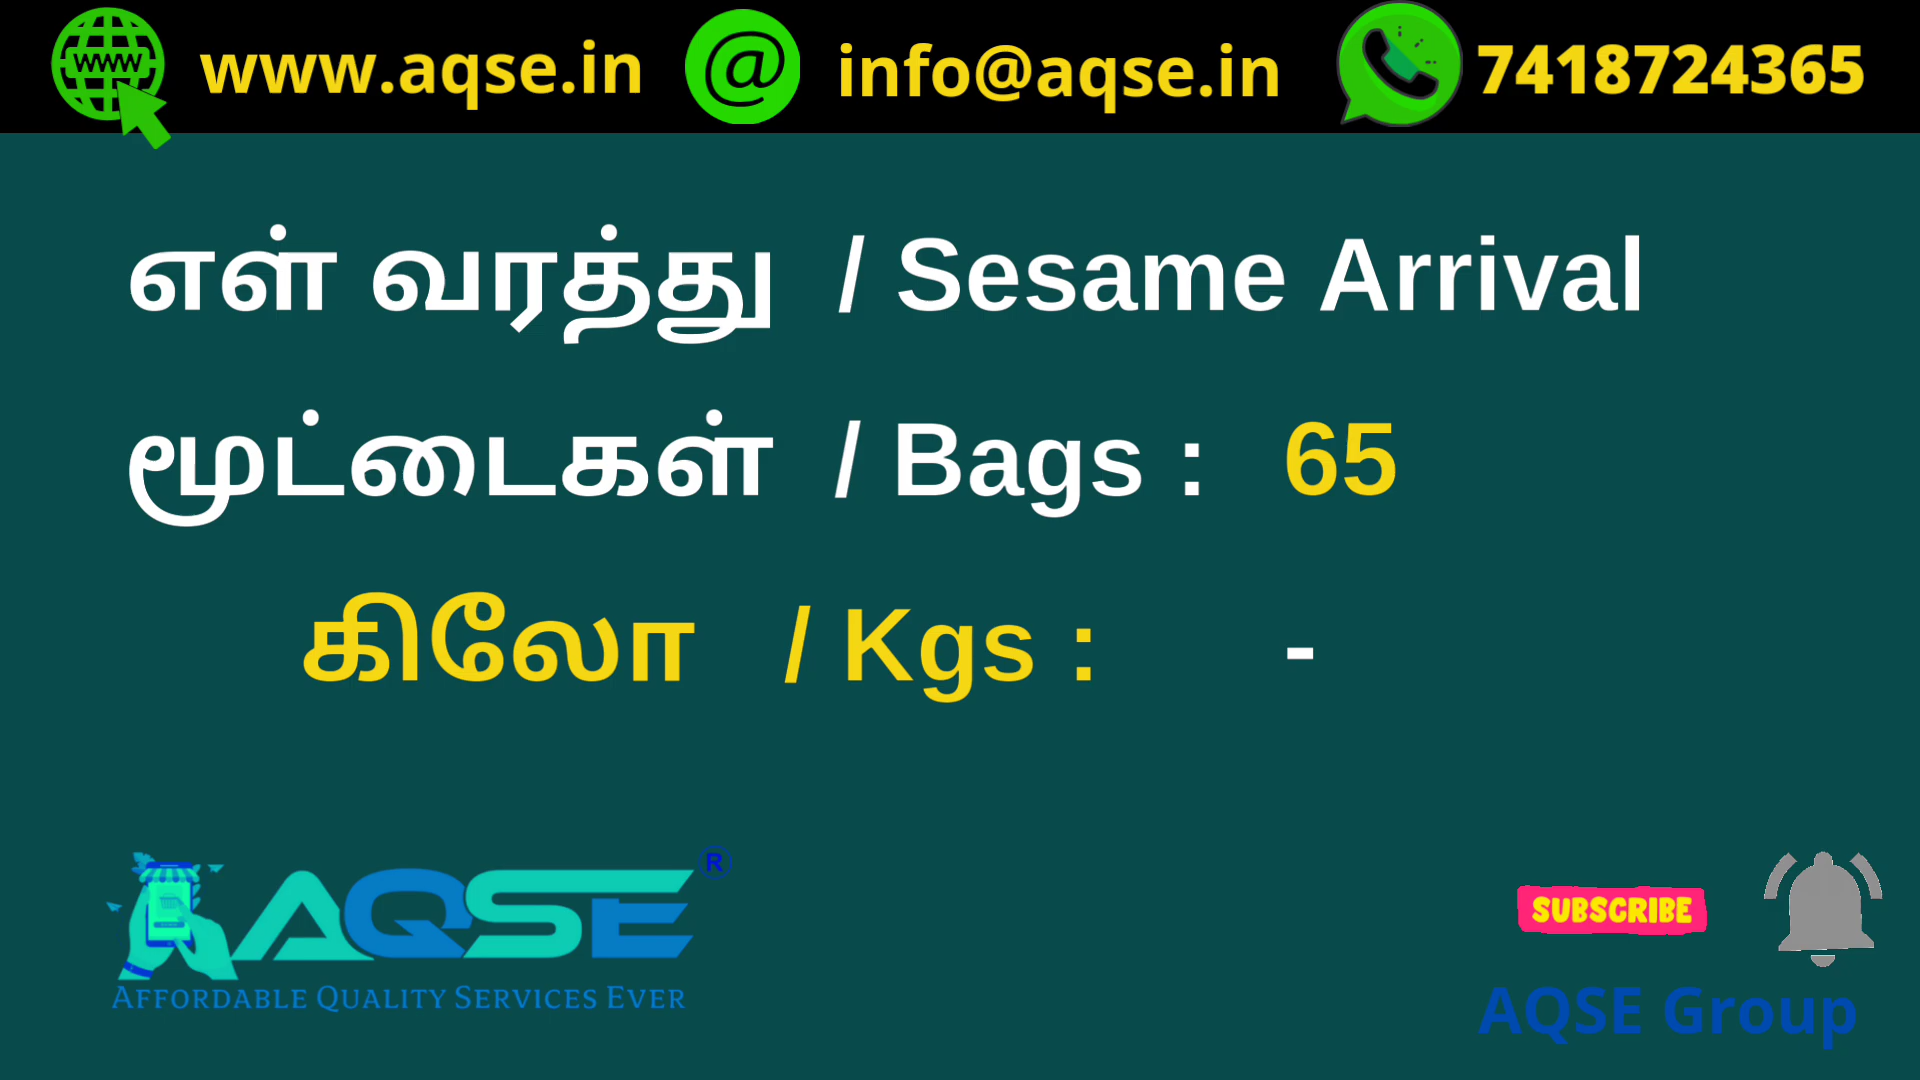 www www.aqse.in @ info@aqse.in 7418724365
எள் வரத்து / Sesame Arrival
மூட்டைகள் / Bags : 65
கிலோ / Kgs : -
AQSE ®
AFFORDABLE QUALITY SERVICES EVER
SUBSCRIBE
AQSE Group